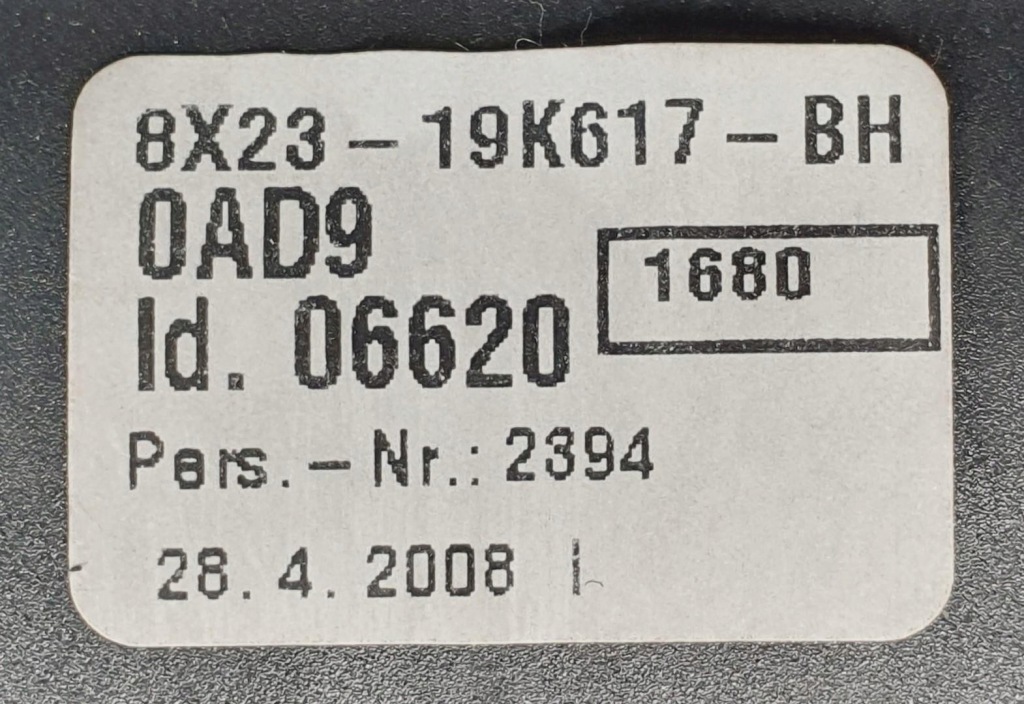 8X23-19K617-BH
0AD9
1680
Id. 06620
Pers.-Nr.: 2394
28.4.2008 |